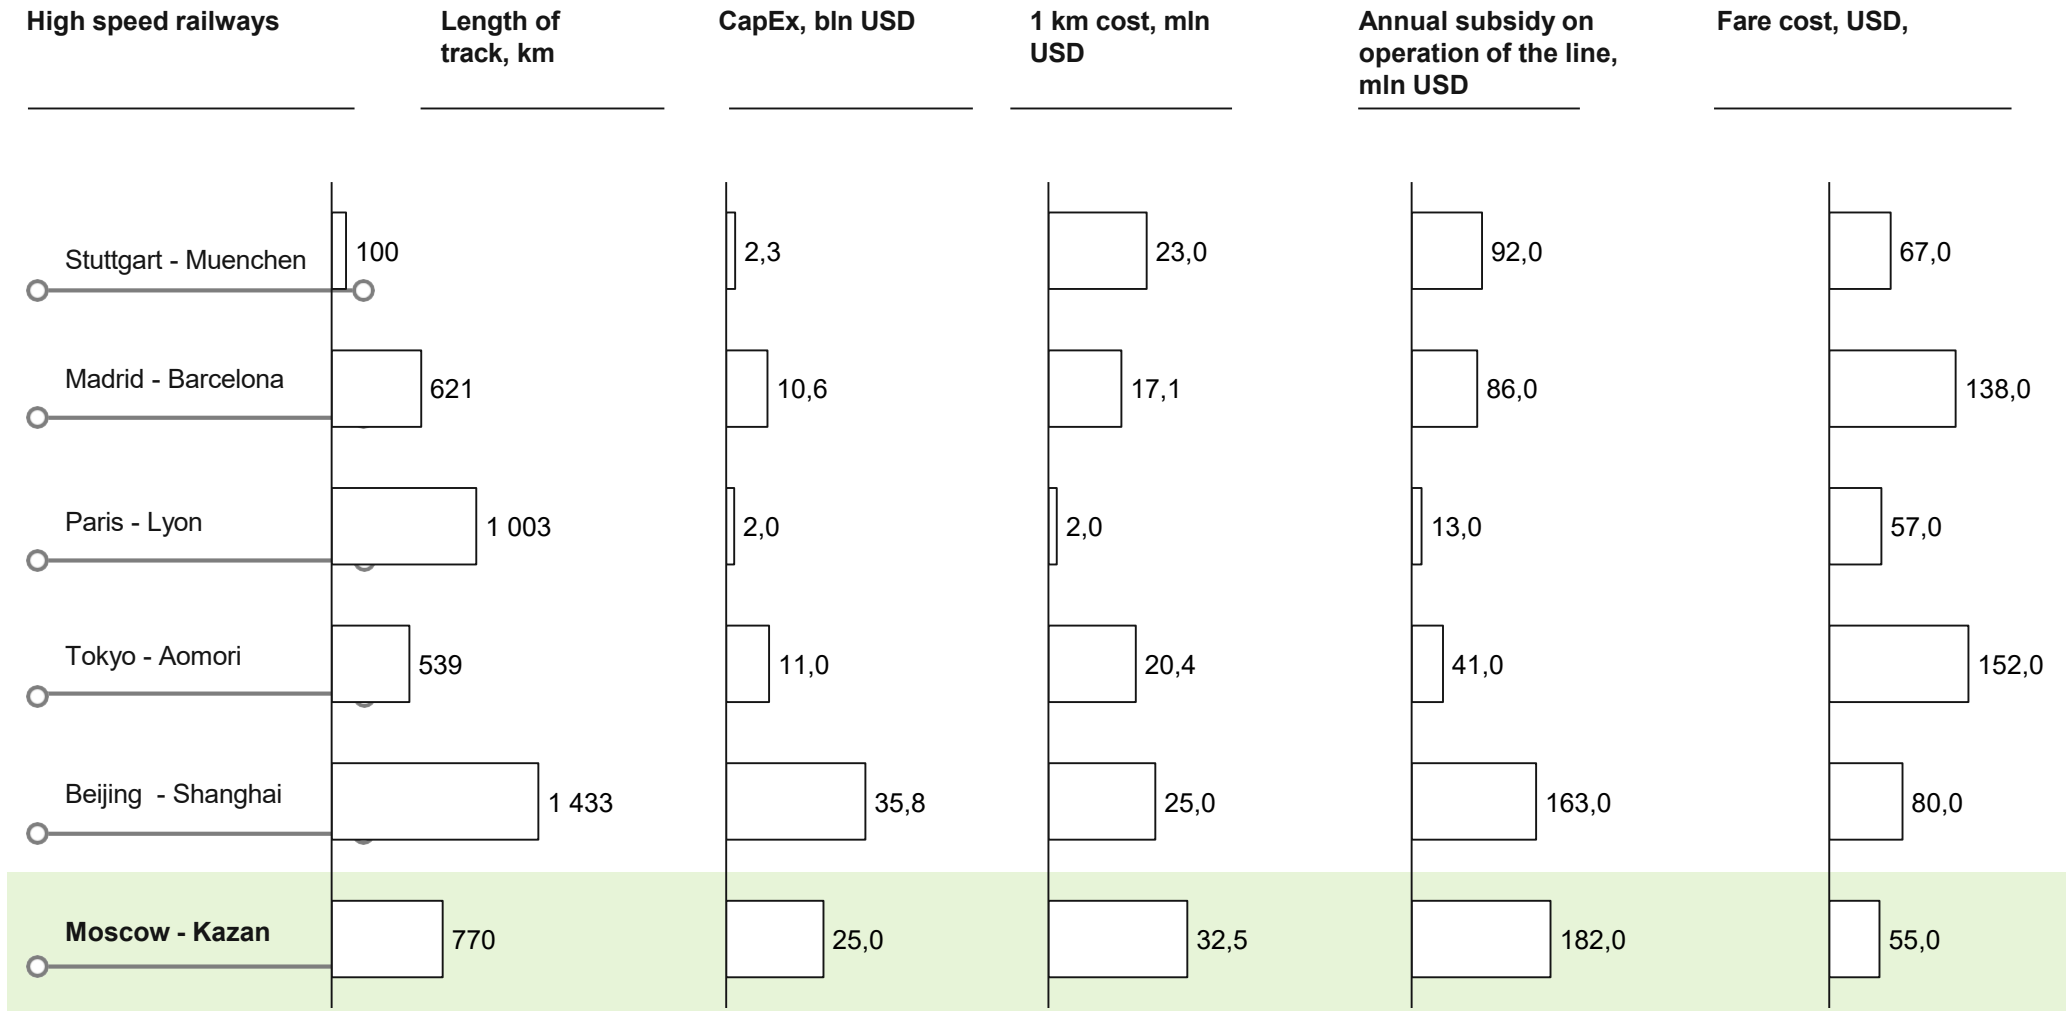 High speed railways
Length of
track, km
CapEx, bln USD
1 km cost, mln
USD
Annual subsidy on
operation of the line,
mln USD
Fare cost, USD,
Stuttgart - Muenchen
100
2,3
23,0
92,0
67,0
Madrid - Barcelona
621
10,6
17,1
86,0
138,0
Paris - Lyon
1 003
2,0
2,0
13,0
57,0
Tokyo - Aomori
539
11,0
20,4
41,0
152,0
Beijing  - Shanghai
1 433
35,8
25,0
163,0
80,0
Moscow - Kazan
770
25,0
32,5
182,0
55,0